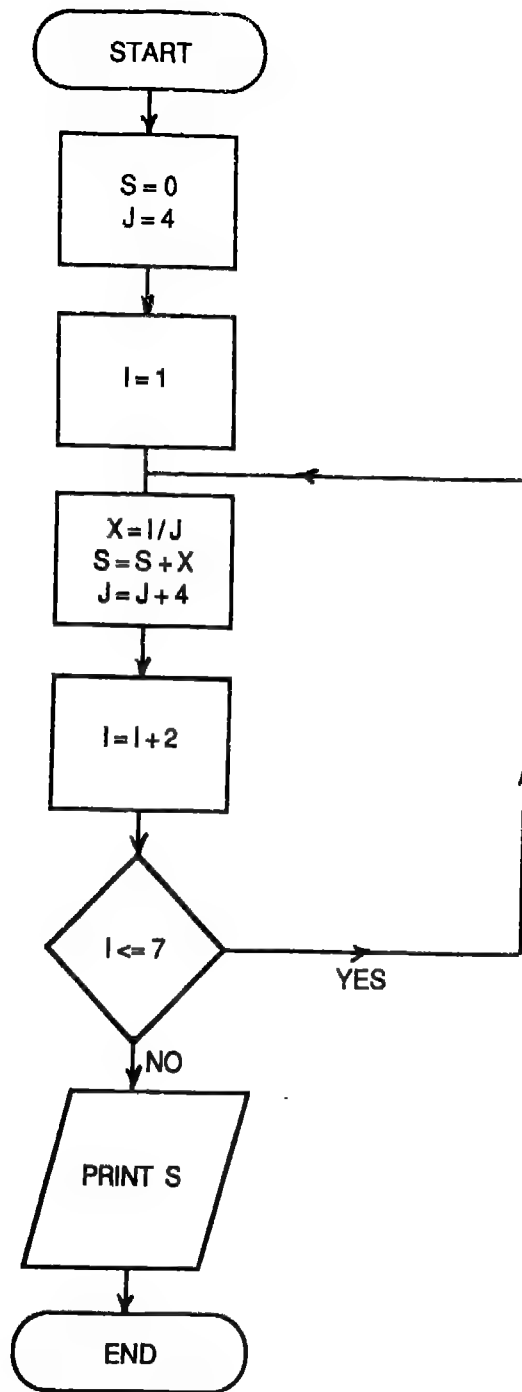 START
S=0
J=4
I=1
X=I/J
S=S+X
J=J+4
I=I+2
I<=7
YES
NO
PRINT S
END